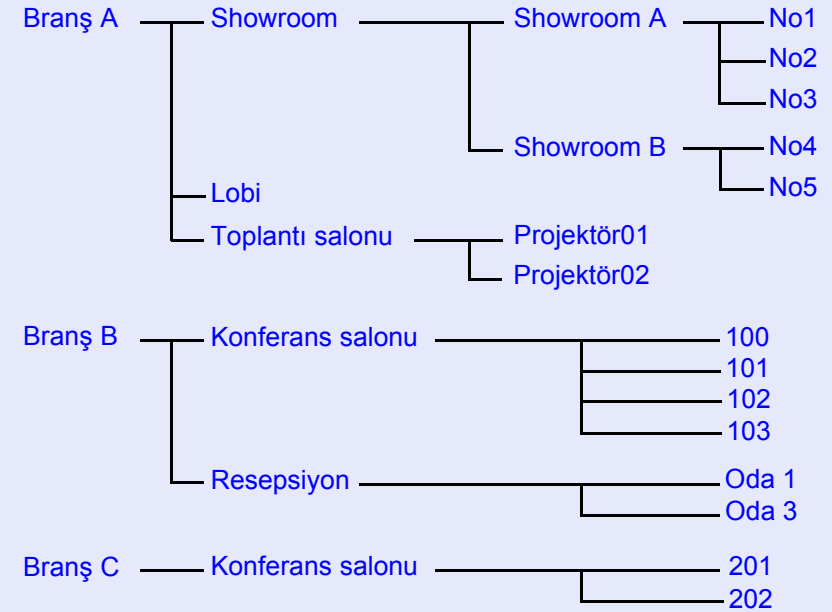 Branş A Showroom Showroom A No1
No2
No3
Showroom B No4
No5
Lobi
Toplantı salonu Projektör01
Projektör02
Branş B Konferans salonu 100
101
102
103
Resepsiyon Oda 1
Oda 3
Branş C Konferans salonu 201
202